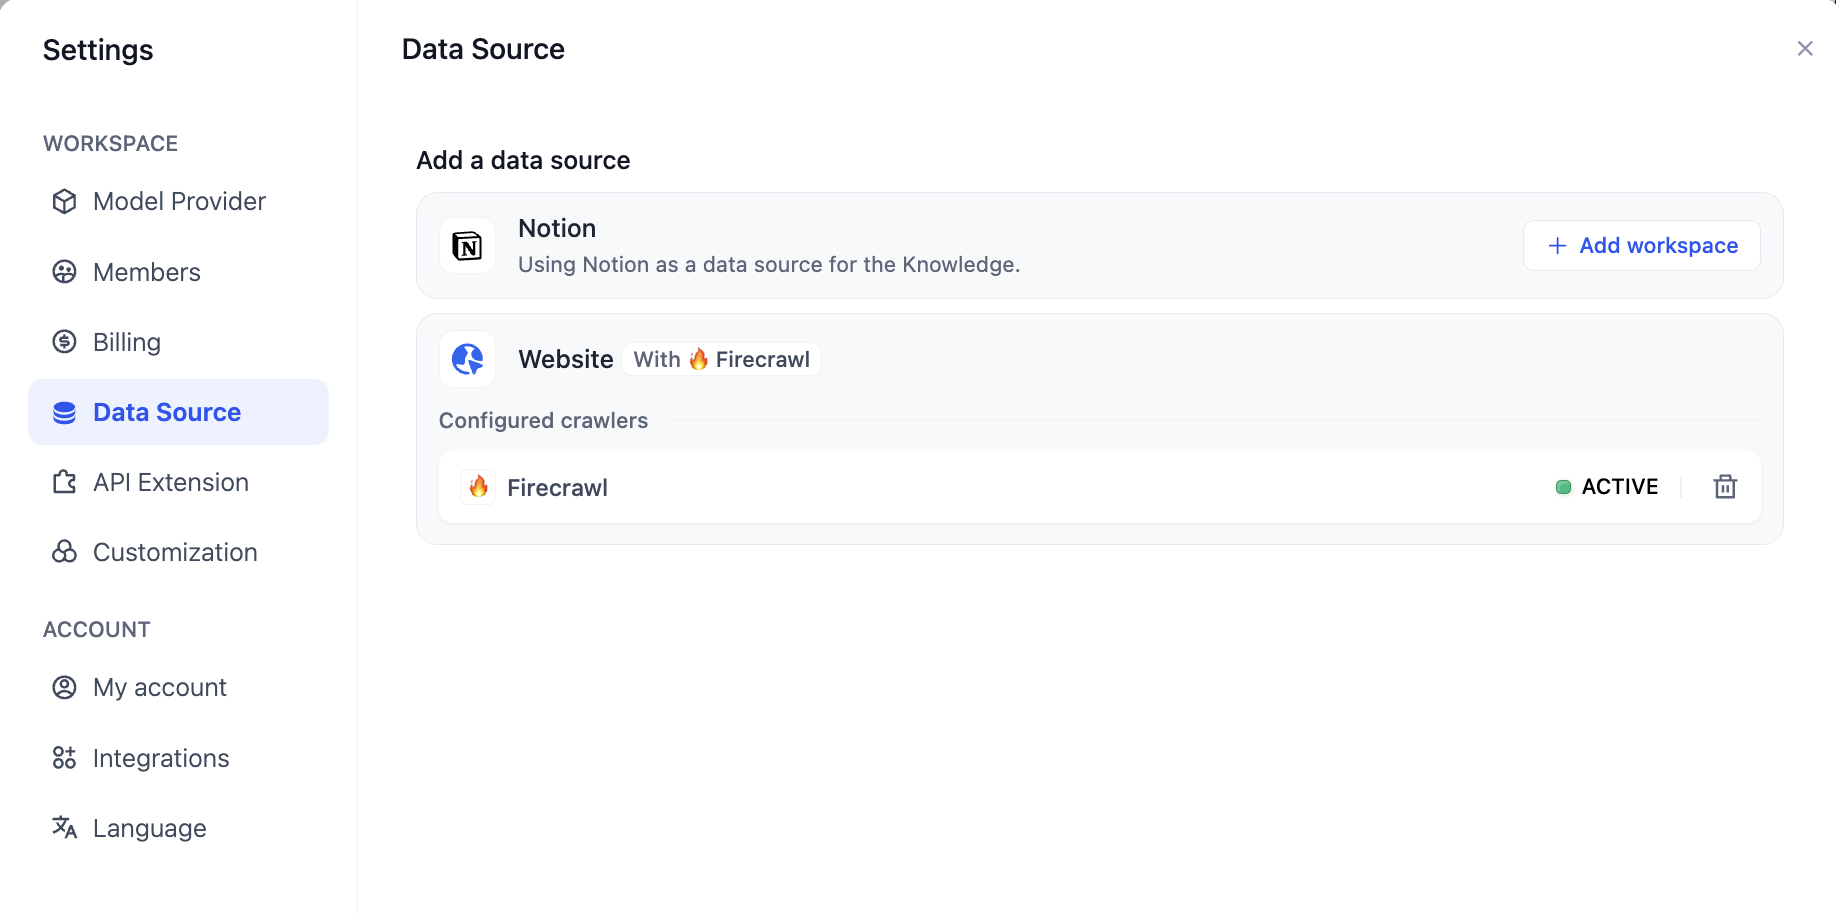 Settings
WORKSPACE
Model Provider
Members
Billing
Data Source
API Extension
Customization
ACCOUNT
My account
Integrations
Language
Data Source
Add a data source
Notion
Using Notion as a data source for the Knowledge.
Add workspace
Website With 🔥 Firecrawl
Configured crawlers
Firecrawl
ACTIVE